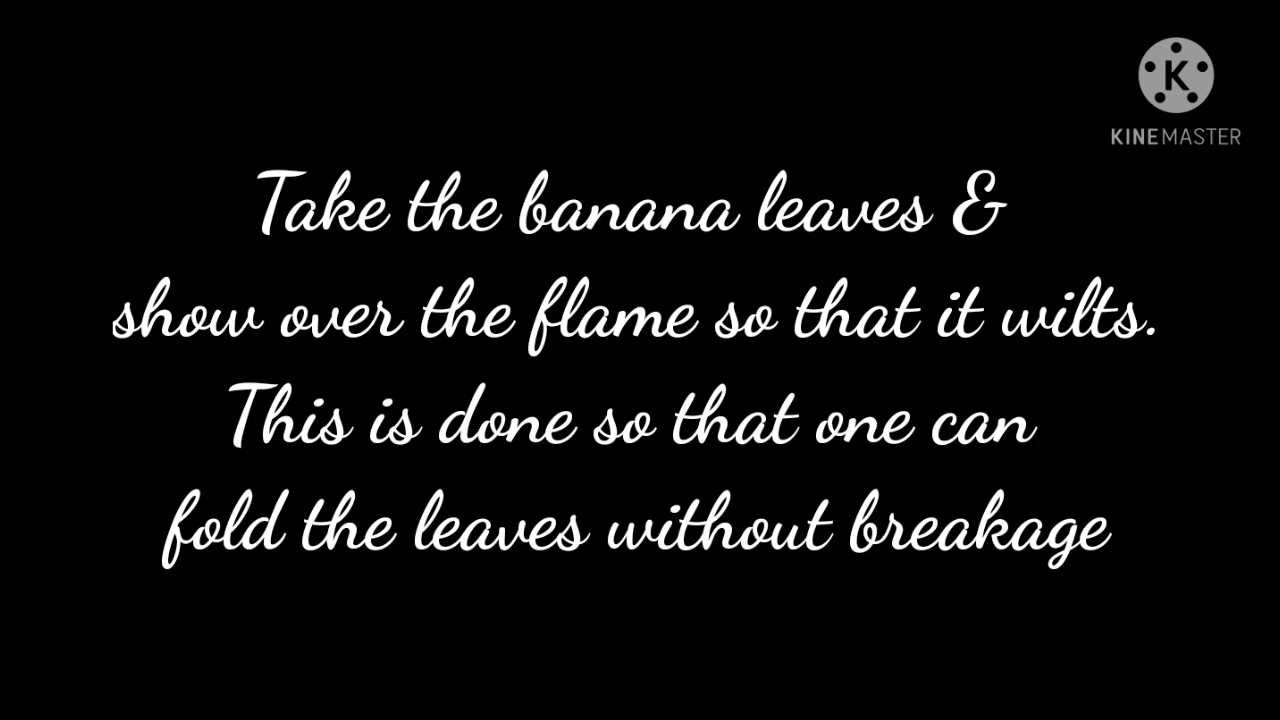 K
KINEMASTER
Take the banana leaves &
show over the flame so that it wilts.
This is done so that one can
fold the leaves without breakage